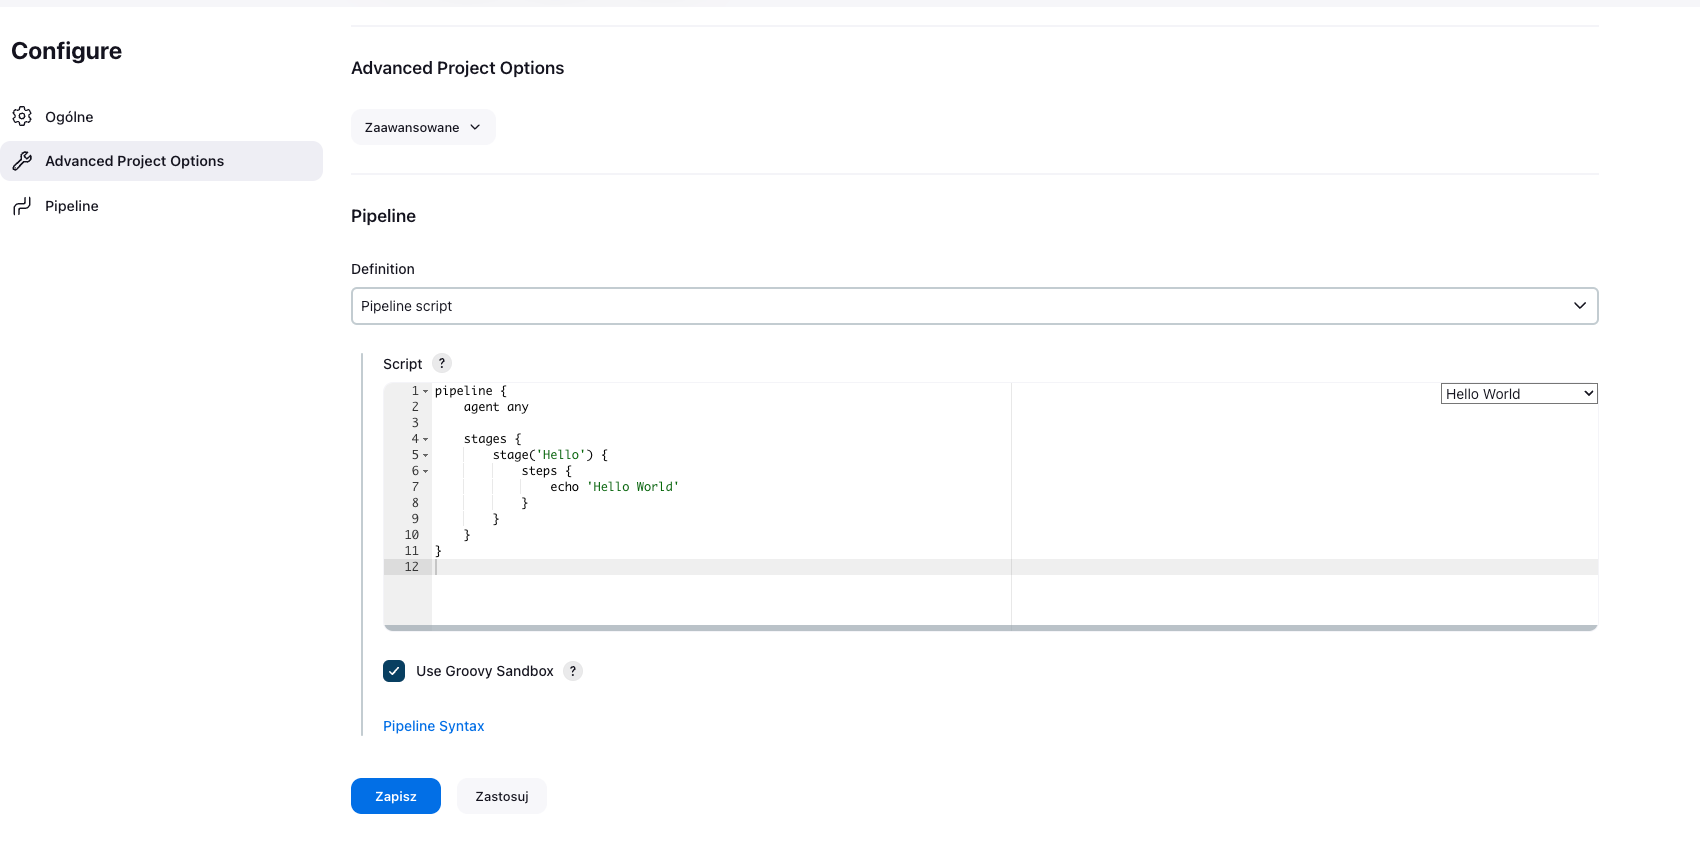 Configure
Ogólne
Advanced Project Options
Pipeline
Advanced Project Options
Zaawansowane
Pipeline
Definition
Pipeline script
Script ?
Hello World
1 pipeline {
2     agent any
3
4     stages {
5         stage('Hello') {
6             steps {
7                 echo 'Hello World'
8             }
9         }
10     }
11 }
12
Use Groovy Sandbox ?
Pipeline Syntax
Zapisz
Zastosuj